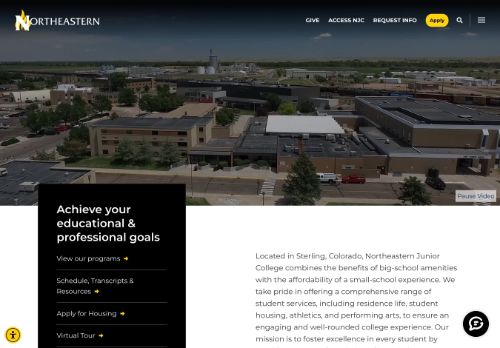 NORTHEASTERN
GIVE ACCESS NJC REQUEST INFO Apply
Pause Video
Achieve your
educational &
professional goals
View our programs
Schedule, Transcripts &
Resources
Apply for Housing
Virtual Tour
Located in Sterling, Colorado, Northeastern Junior
College combines the benefits of big-school amenities
with the affordability of a small-school experience. We
take pride in offering a comprehensive range of
student services, including residence life, student
housing, athletics, and performing arts, to ensure an
engaging and well-rounded college experience. Our
mission is to foster excellence in every student by